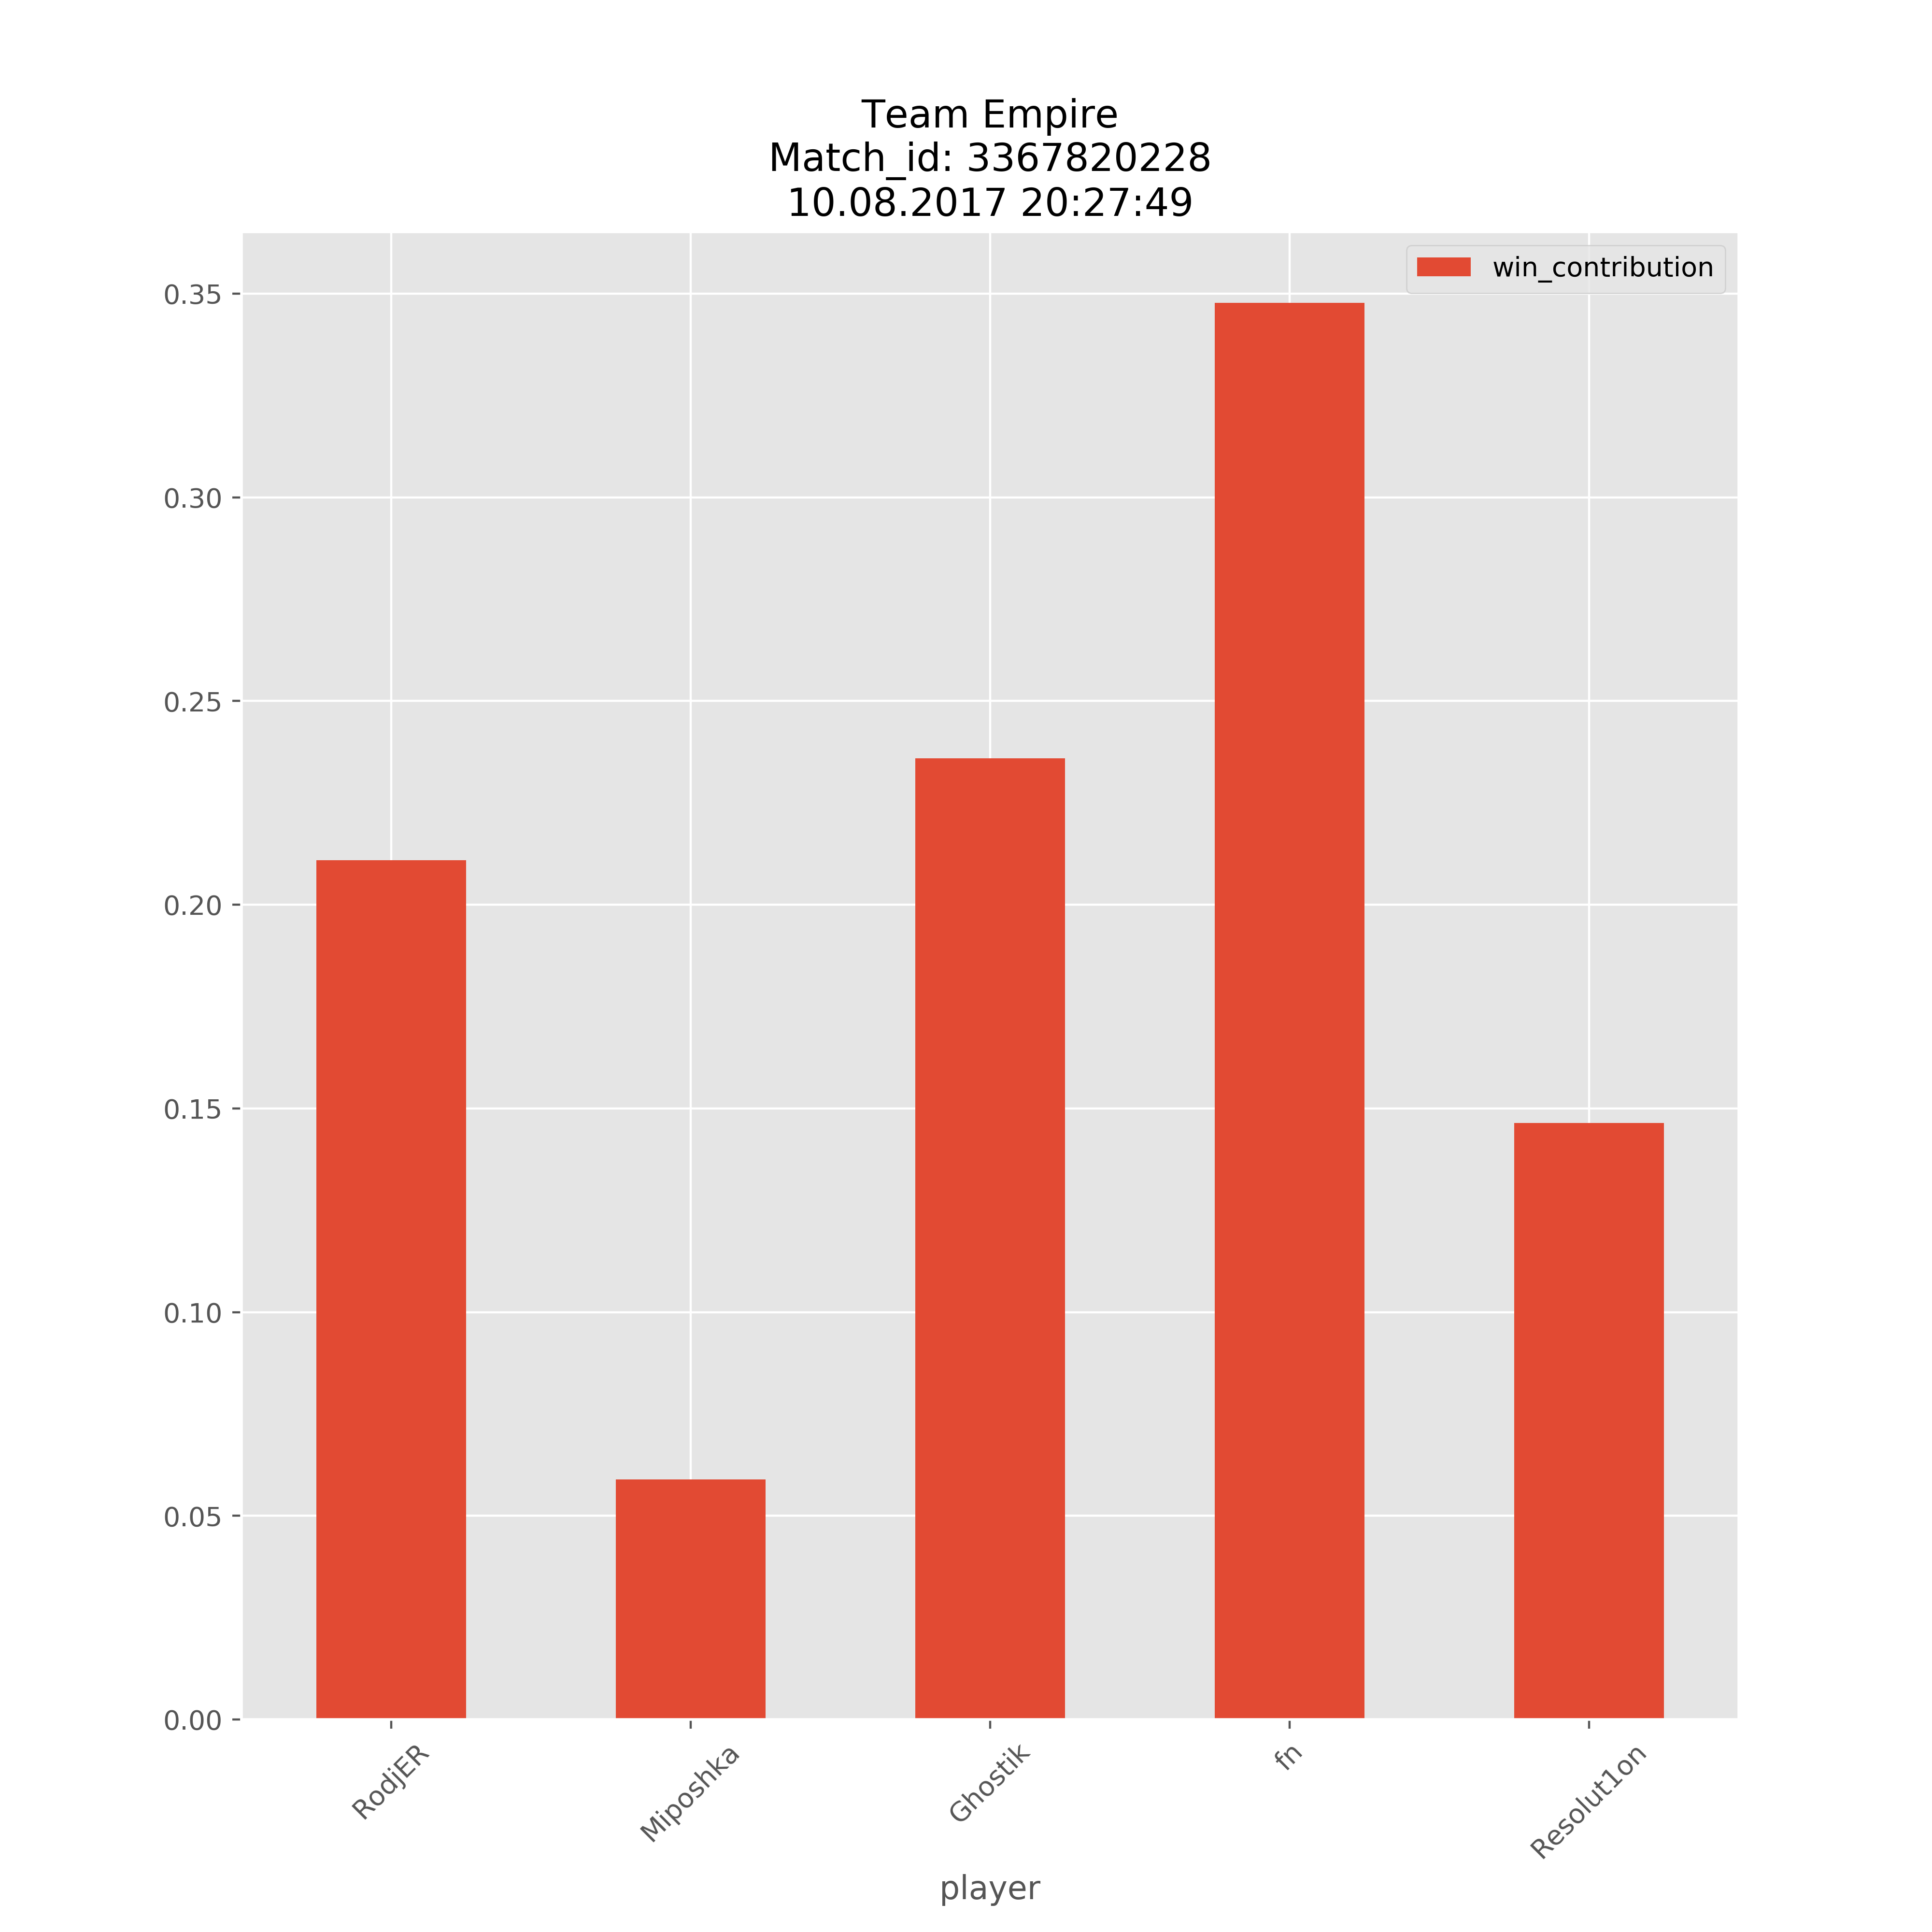 Team Empire
Match_id: 3367820228
10.08.2017 20:27:49
win_contribution
0.35
0.30
0.25
0.20
0.15
0.10
0.05
0.00
RodjER
Miposhka
Ghostik
fn
Resolut1on
player